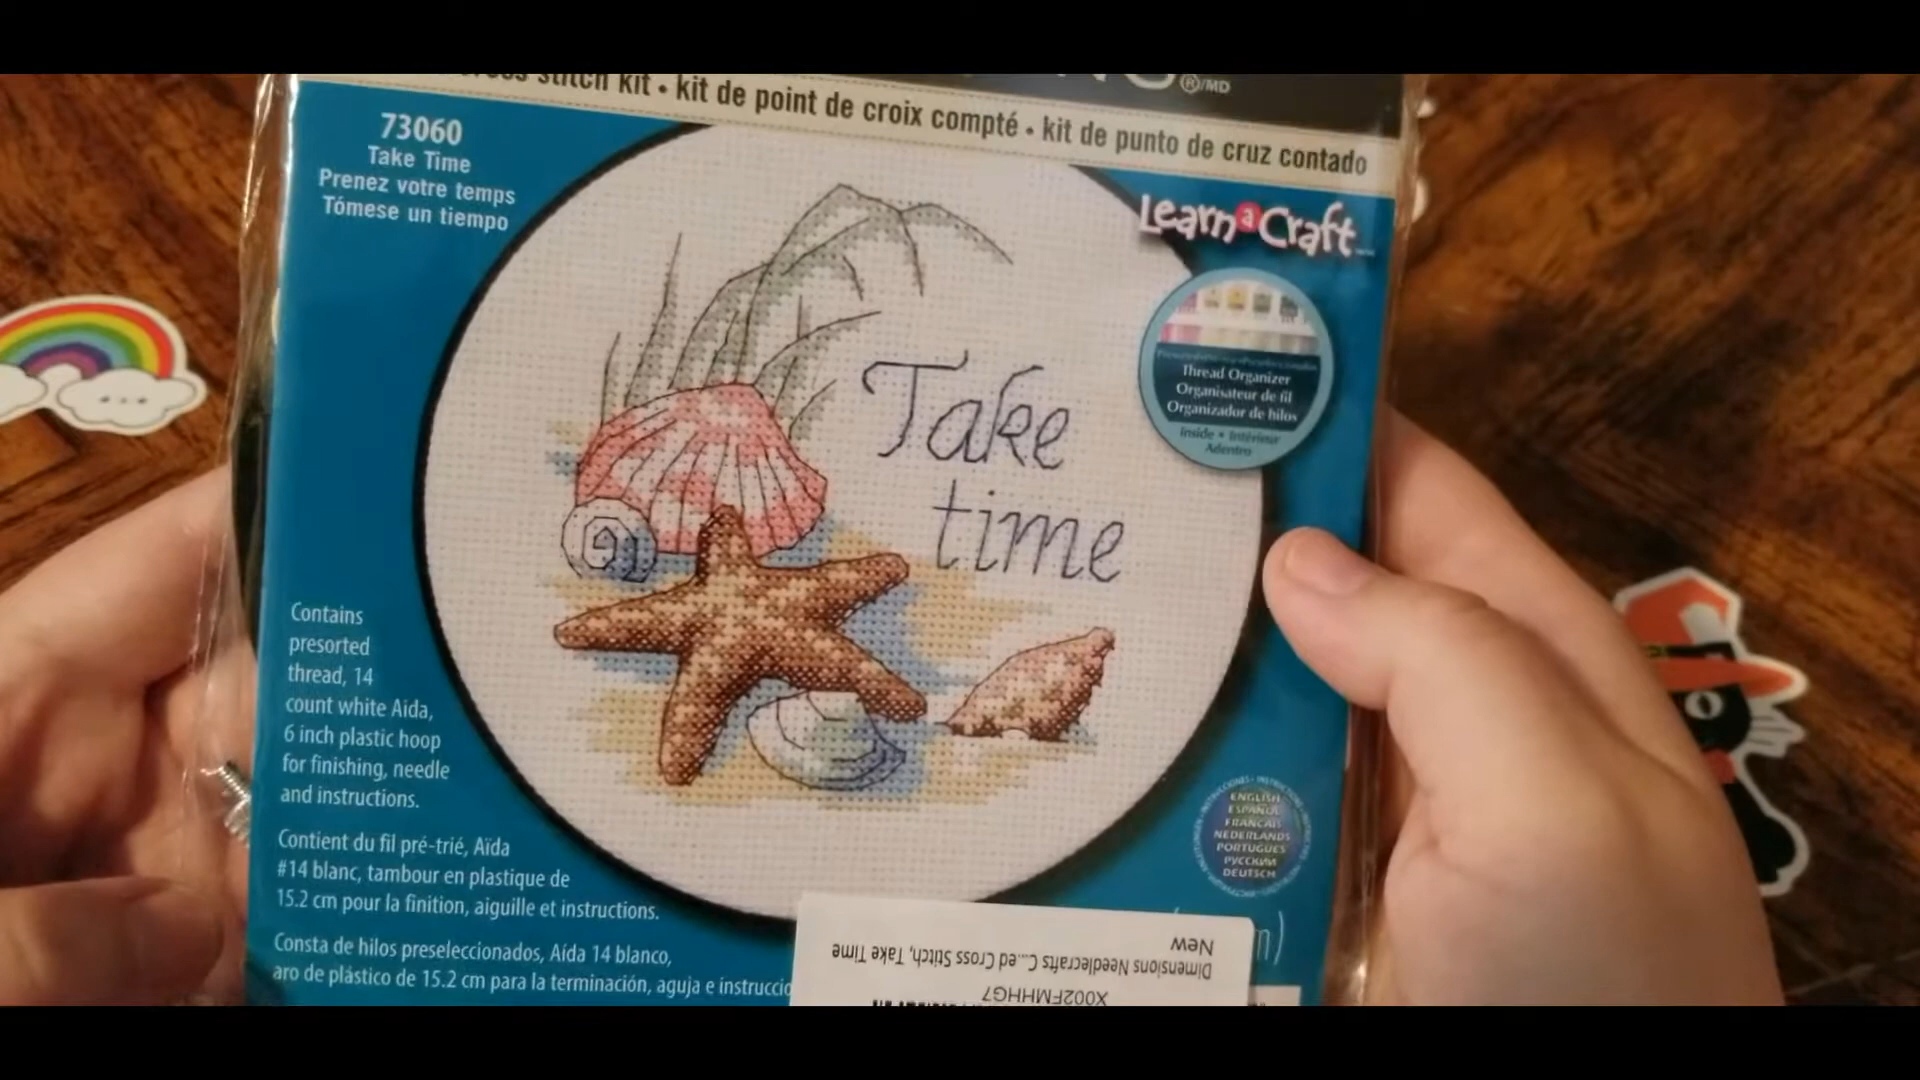 stitch kit • kit de point de croix compté • kit de punto de cruz contado
®/MD
73060
Take Time
Prenez votre temps
Tómese un tiempo
Learn a Craft
Thread Organizer
Organisateur de fil
Organizador de hilos
Inside • Intérieur
Adentro
Take
time
Contains
presorted
thread, 14
count white Aida,
6 inch plastic hoop
for finishing, needle
and instructions.
Contient du fil pré-trié, Aïda
#14 blanc, tambour en plastique de
15.2 cm pour la finition, aiguille et instructions.
Consta de hilos preseleccionados, Aída 14 blanco,
aro de plástico de 15.2 cm para la terminación, aguja e instruccio
ENGLISH
ESPAÑOL
FRANÇAIS
NEDERLANDS
PORTUGUÊS
РУССКИЙ
DEUTSCH
X002FMHHG7
Dimensions Needlecrafts C...ed Cross Stitch, Take Time
New